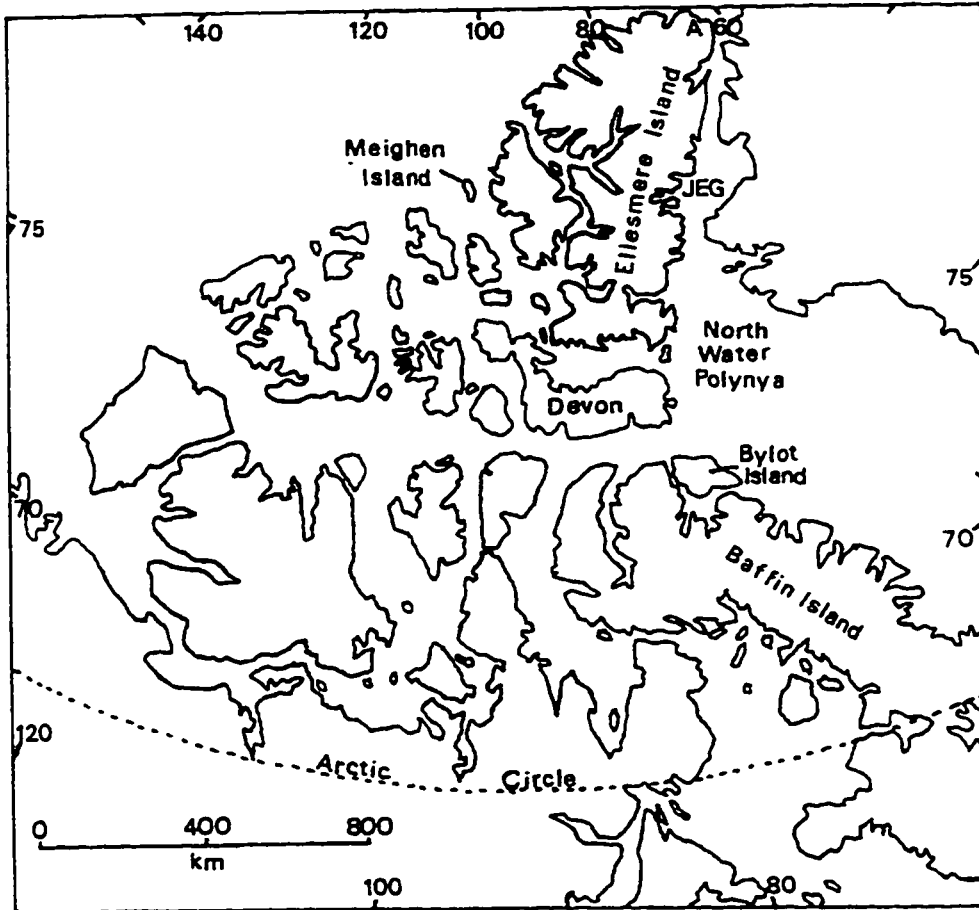 140
120
100
80
A 60
Meighen
Island
Ellesmere Island
JEG
75
75
North
Water
Polynya
Devon
Bylot
Island
70
70
Baffin Island
120
Arctic Circle
0 400 800
km
100
80